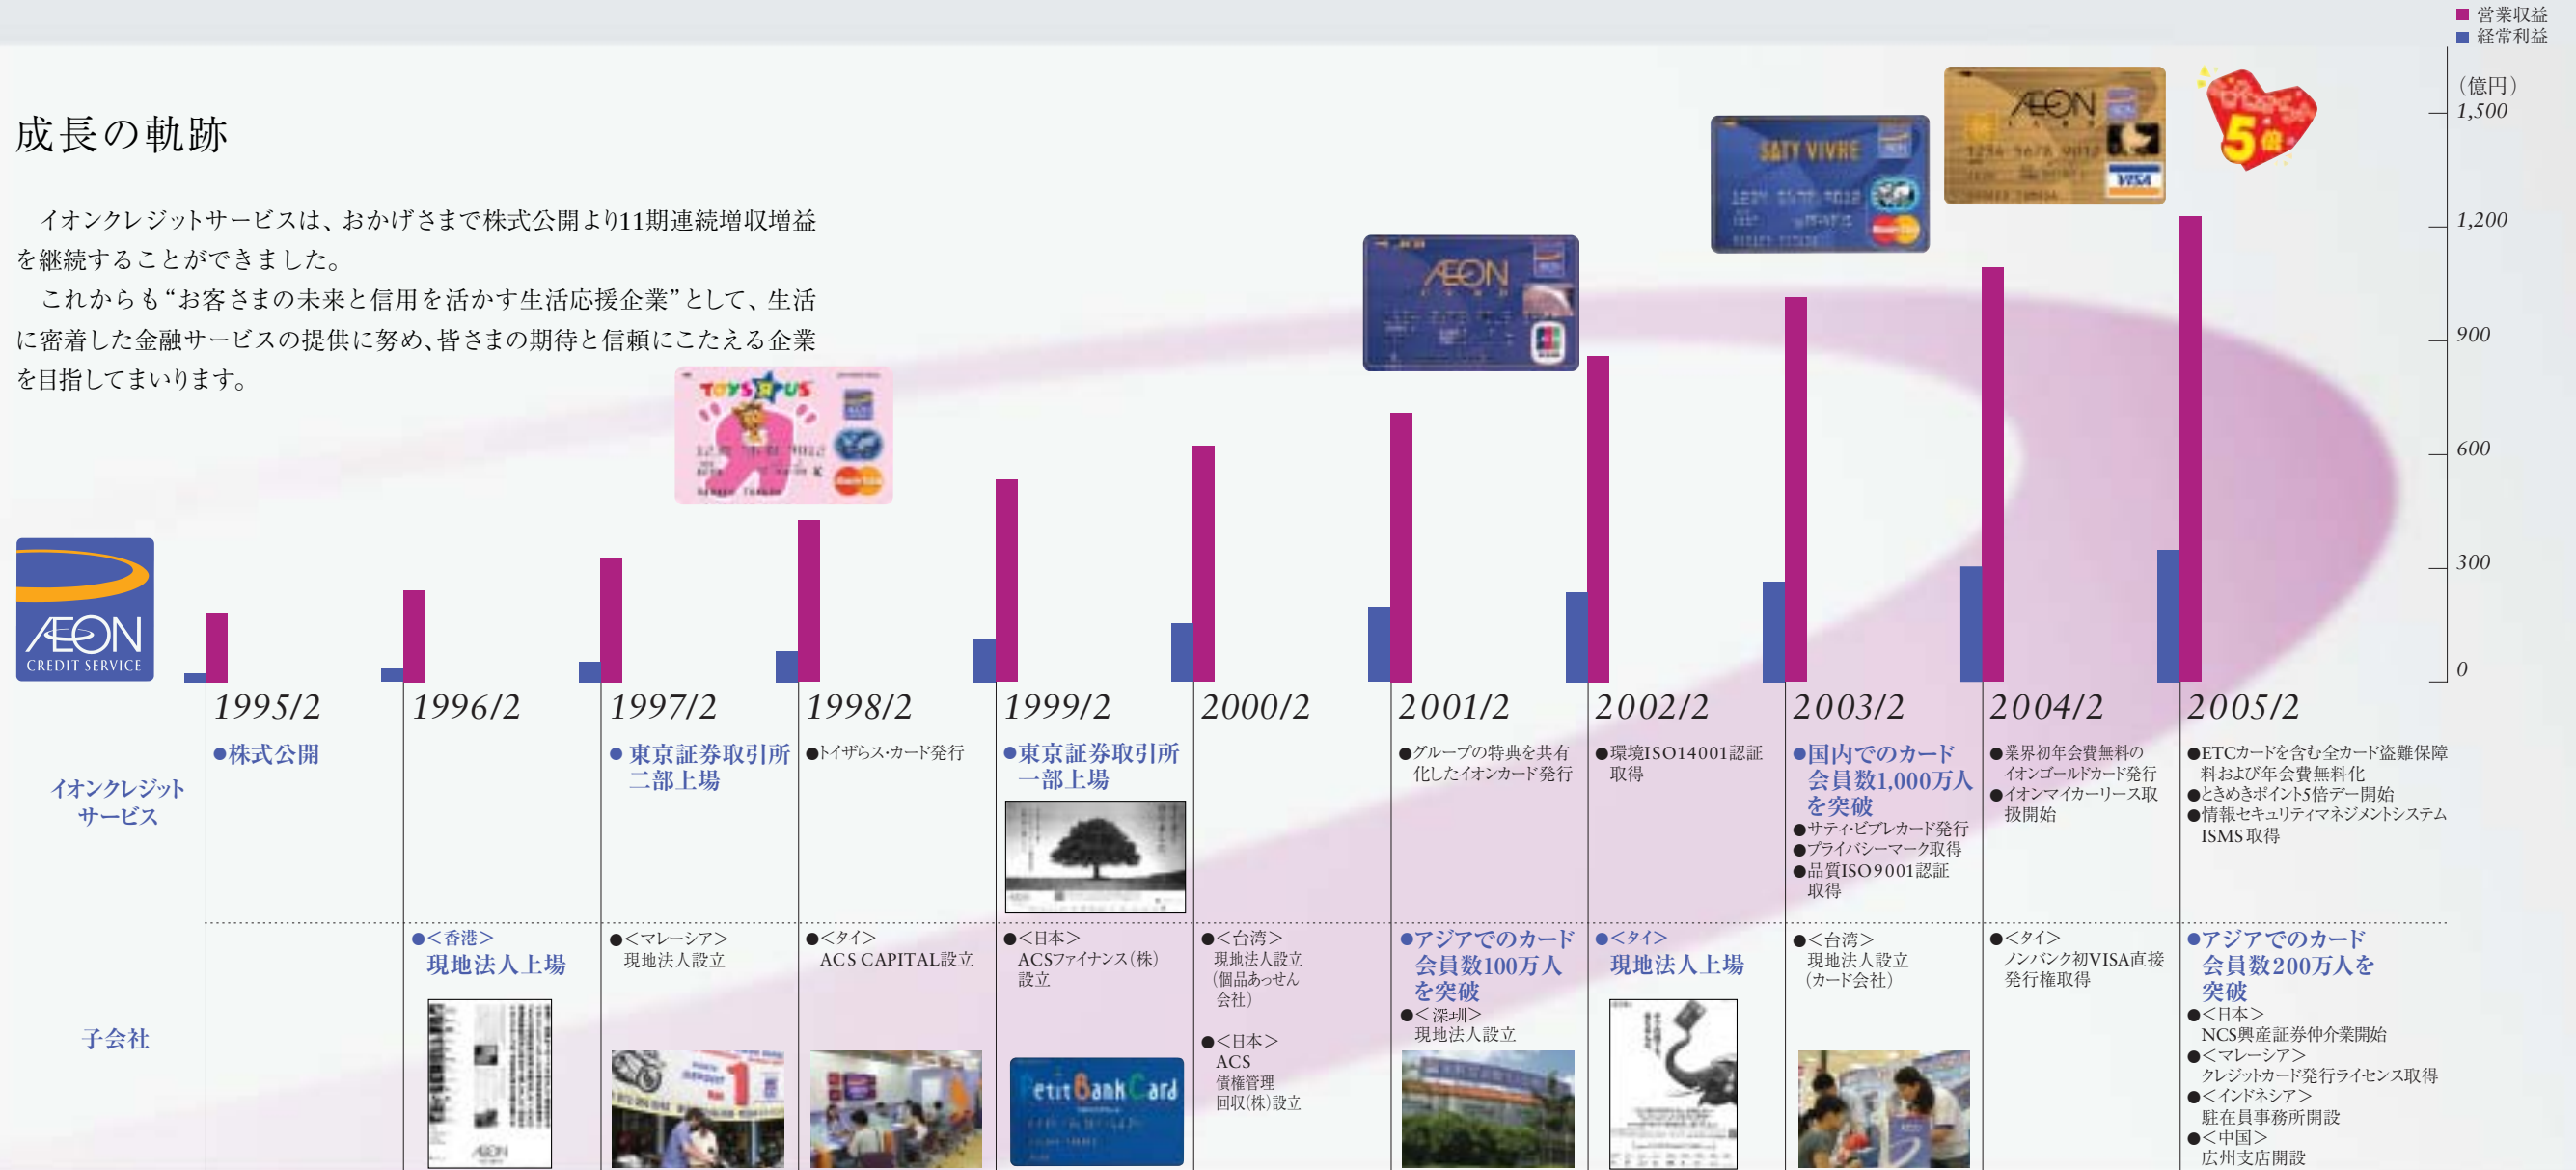 営業収益
経常利益
(億円)
1,500
1,200
900
600
300
0
成長の軌跡
イオンクレジットサービスは、おかげさまで株式公開より11期連続増収増益
を継続することができました。
これからも“お客さまの未来と信用を活かす生活応援企業”として、生活
に密着した金融サービスの提供に努め、皆さまの期待と信頼にこたえる企業
を目指してまいります。
TOYS R US
AEON
SATY VIVRE
MasterCard
AEON
VISA
5倍
ÆON
CREDIT SERVICE
1995/2
1996/2
1997/2
1998/2
1999/2
2000/2
2001/2
2002/2
2003/2
2004/2
2005/2
イオンクレジット
サービス
●株式公開
●東京証券取引所
二部上場
●トイザらス・カード発行
●東京証券取引所
一部上場
●グループの特典を共有
化したイオンカード発行
●環境ISO14001認証
取得
●国内でのカード
会員数1,000万人
を突破
●サティ・ビブレカード発行
●プライバシーマーク取得
●品質ISO9001認証
取得
●業界初年会費無料の
イオンゴールドカード発行
●イオンマイカーリース取
扱開始
●ETCカードを含む全カード盗難保障
料および年会費無料化
●ときめきポイント5倍デー開始
●情報セキュリティマネジメントシステム
ISMS取得
子会社
●＜香港＞
現地法人上場
●＜マレーシア＞
現地法人設立
●＜タイ＞
ACS CAPITAL設立
●＜日本＞
ACSファイナンス(株)
設立
PetitBankCard
●＜台湾＞
現地法人設立
(個品あっせん
会社)
●＜日本＞
ACS
債権管理
回収(株)設立
●アジアでのカード
会員数100万人
を突破
●＜深圳＞
現地法人設立
●＜タイ＞
現地法人上場
●＜台湾＞
現地法人設立
(カード会社)
●＜タイ＞
ノンバンク初VISA直接
発行権取得
●アジアでのカード
会員数200万人を
突破
●＜日本＞
NCS興産証券仲介業開始
●＜マレーシア＞
クレジットカード発行ライセンス取得
●＜インドネシア＞
駐在員事務所開設
●＜中国＞
広州支店開設